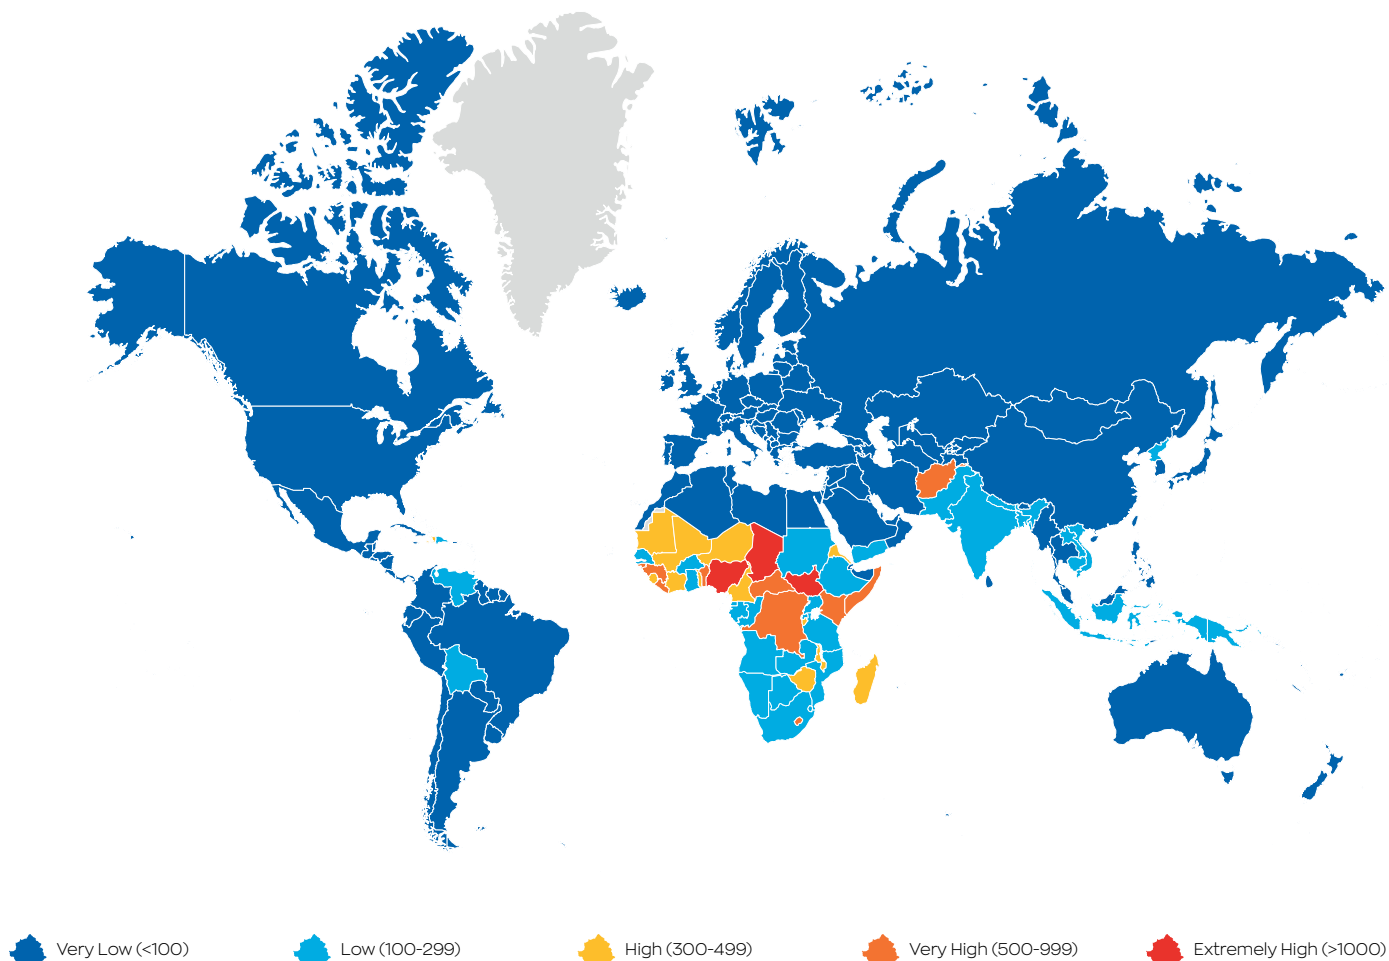 Very Low (<100)
Low (100-299)
High (300-499)
Very High (500-999)
Extremely High (>1000)